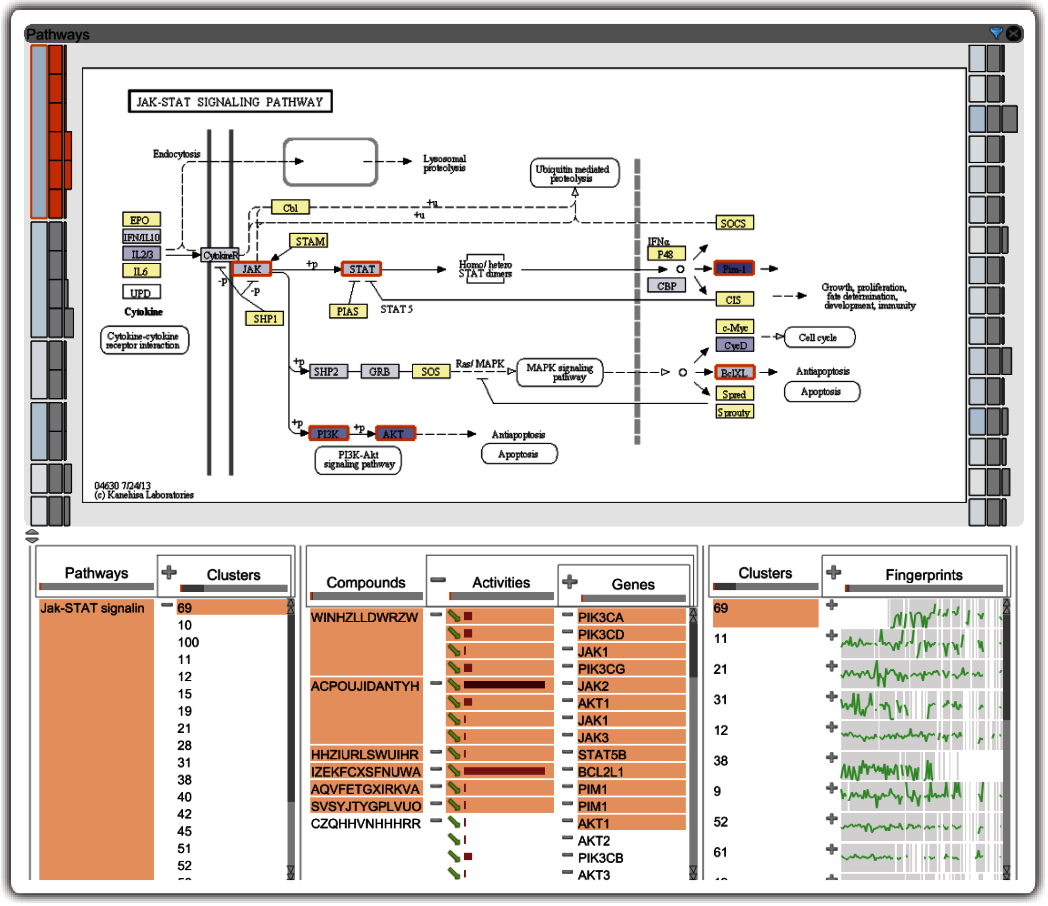 Pathways
JAK-STAT SIGNALING PATHWAY
Endocytosis
Lysosomal
proteolysis
Ubiquitin mediated
proteolysis
Cbl
+u
+u
SOCS
EPO
IFN/IL10
IL2/3
IL6
UPD
Cytokine
Cytokine-cytokine
receptor interaction
CytokineR
STAM
JAK
+p
STAT
Homo/ hetero
STAT dimers
IFNα
P48
CBP
Pim-1
CIS
Growth, proliferation,
fate determination,
development, immunity
-p
-p
SHP1
PIAS
STAT5
c-Myc
CycD
Cell cycle
+p
SHP2
GRB
SOS
Ras/ MAPK
MAPK signaling
pathway
BclXL
Antiapoptosis
Apoptosis
Spred
Sprouty
+p
PI3K
+p
AKT
Antiapoptosis
Apoptosis
PI3K-Akt
signaling pathway
04630 7/24/13
(c) Kanehisa Laboratories
Pathways
Clusters
Jak-STAT signalin
69
10
100
11
12
15
19
21
28
31
38
40
42
45
51
52
Compounds
Activities
Genes
WINHZLLDWRZW
PIK3CA
PIK3CD
JAK1
PIK3CG
ACPOUJIDANTYH
JAK2
AKT1
JAK1
JAK3
HHZIURLSWUIHR
STAT5B
IZEKFCXSFNUWA
BCL2L1
AQVFETGXIRKVA
PIM1
SVSYJTYGPLVUO
PIM1
CZQHHVNHHHRR
AKT1
AKT2
PIK3CB
AKT3
Clusters
Fingerprints
69
11
21
31
12
38
9
52
61